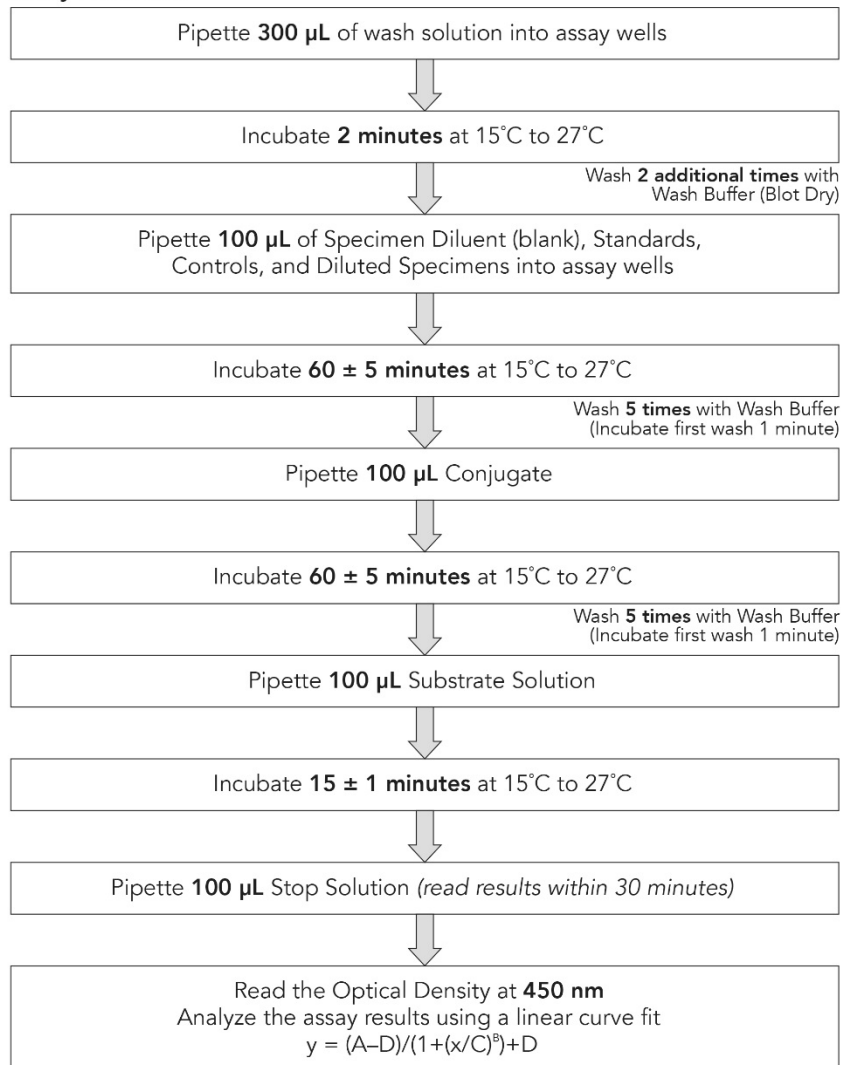 Pipette 300 µL of wash solution into assay wells
Incubate 2 minutes at 15˚C to 27˚C
Wash 2 additional times with
Wash Buffer (Blot Dry)
Pipette 100 µL of Specimen Diluent (blank), Standards,
Controls, and Diluted Specimens into assay wells
Incubate 60 ± 5 minutes at 15˚C to 27˚C
Wash 5 times with Wash Buffer
(Incubate first wash 1 minute)
Pipette 100 µL Conjugate
Incubate 60 ± 5 minutes at 15˚C to 27˚C
Wash 5 times with Wash Buffer
(Incubate first wash 1 minute)
Pipette 100 µL Substrate Solution
Incubate 15 ± 1 minutes at 15˚C to 27˚C
Pipette 100 µL Stop Solution (read results within 30 minutes)
Read the Optical Density at 450 nm
Analyze the assay results using a linear curve fit
y = (A–D)/(1+(x/C)ᴮ)+D